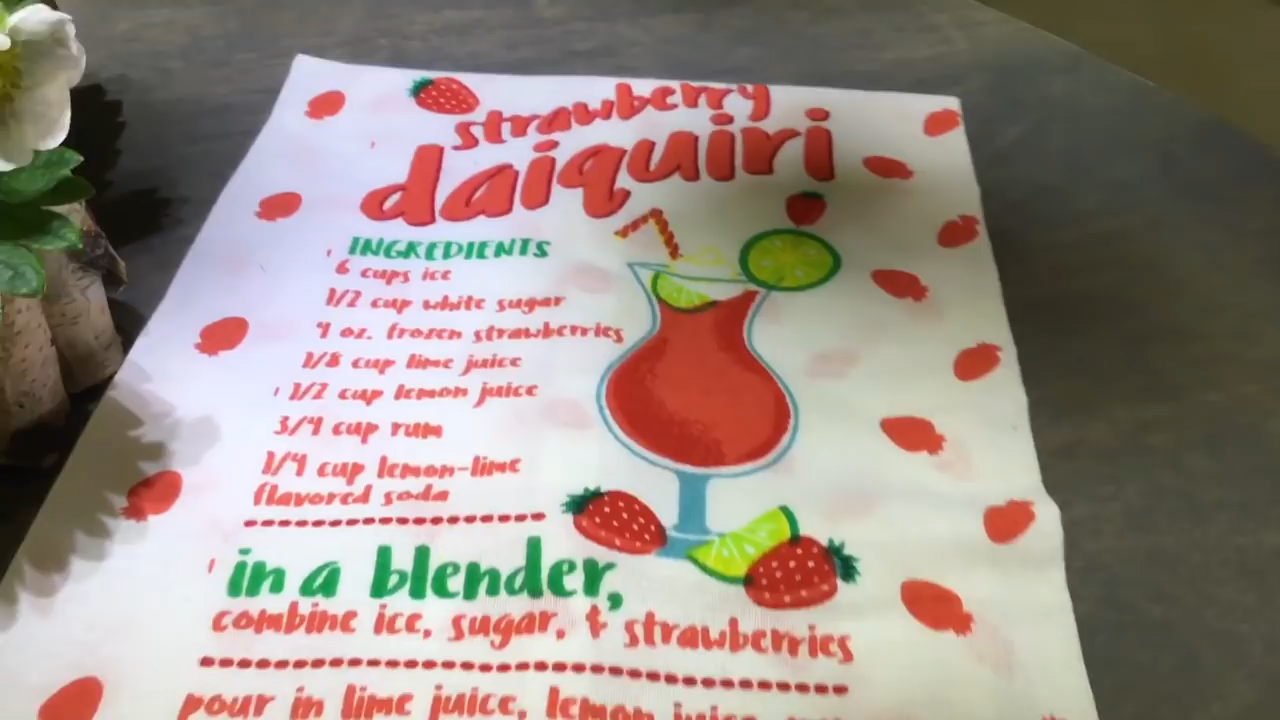 strawberry
daiquiri
INGREDIENTS
6 cups ice
1/2 cup white sugar
4 oz. frozen strawberries
1/8 cup lime juice
1/2 cup lemon juice
3/4 cup rum
1/4 cup lemon-lime
flavored soda
in a blender,
combine ice, sugar, & strawberries
pour in lime juice, lemon juice,